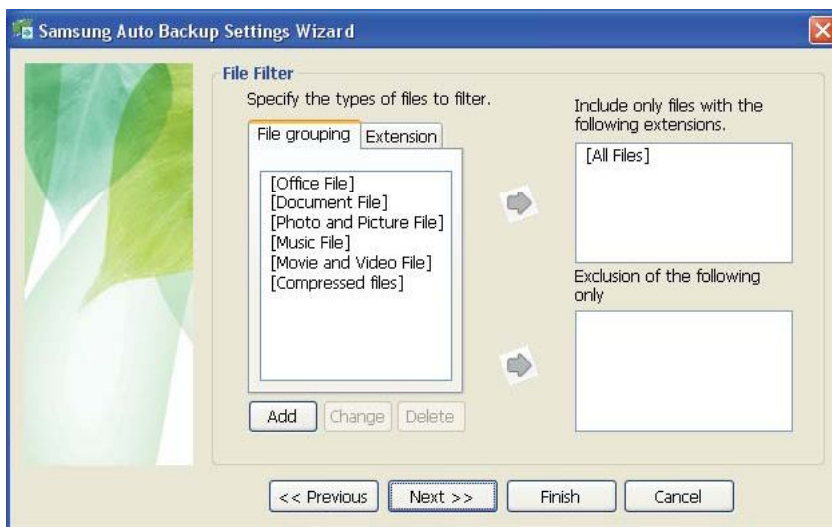 Samsung Auto Backup Settings Wizard
File Filter
Specify the types of files to filter.
File grouping
Extension
[Office File]
[Document File]
[Photo and Picture File]
[Music File]
[Movie and Video File]
[Compressed files]
Add
Change
Delete
Include only files with the
following extensions.
[All Files]
Exclusion of the following
only
<< Previous
Next >>
Finish
Cancel